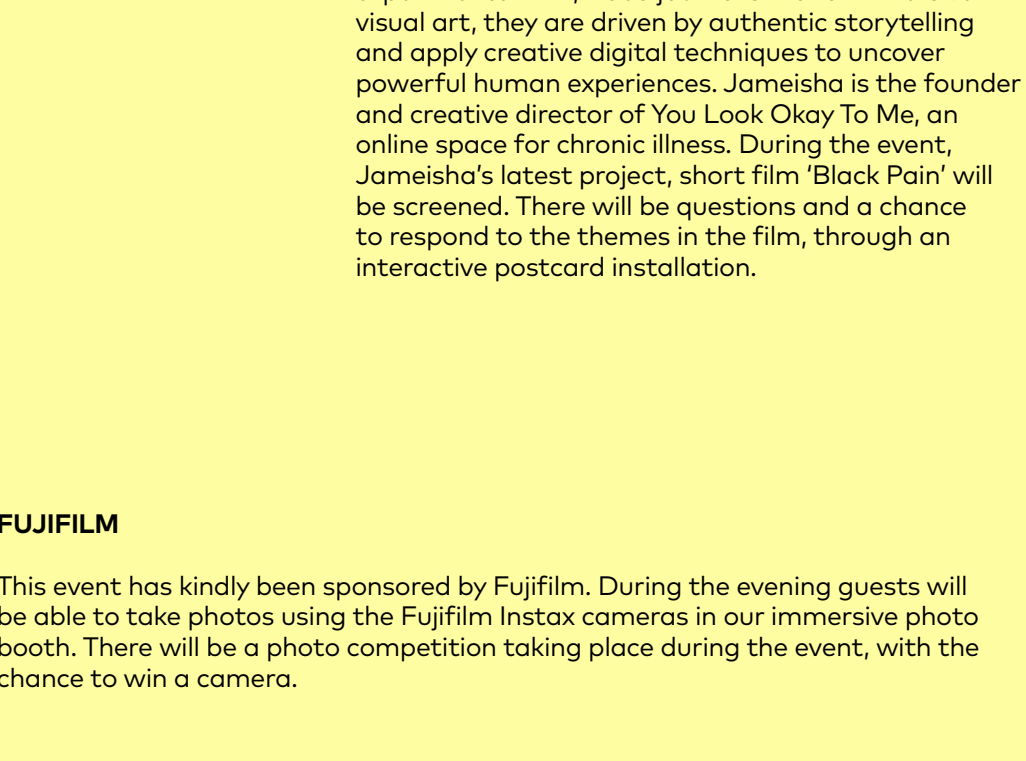 visual art, they are driven by authentic storytelling
and apply creative digital techniques to uncover
powerful human experiences. Jameisha is the founder
and creative director of You Look Okay To Me, an
online space for chronic illness. During the event,
Jameisha’s latest project, short film ‘Black Pain’ will
be screened. There will be questions and a chance
to respond to the themes in the film, through an
interactive postcard installation.
FUJIFILM
This event has kindly been sponsored by Fujifilm. During the evening guests will
be able to take photos using the Fujifilm Instax cameras in our immersive photo
booth. There will be a photo competition taking place during the event, with the
chance to win a camera.